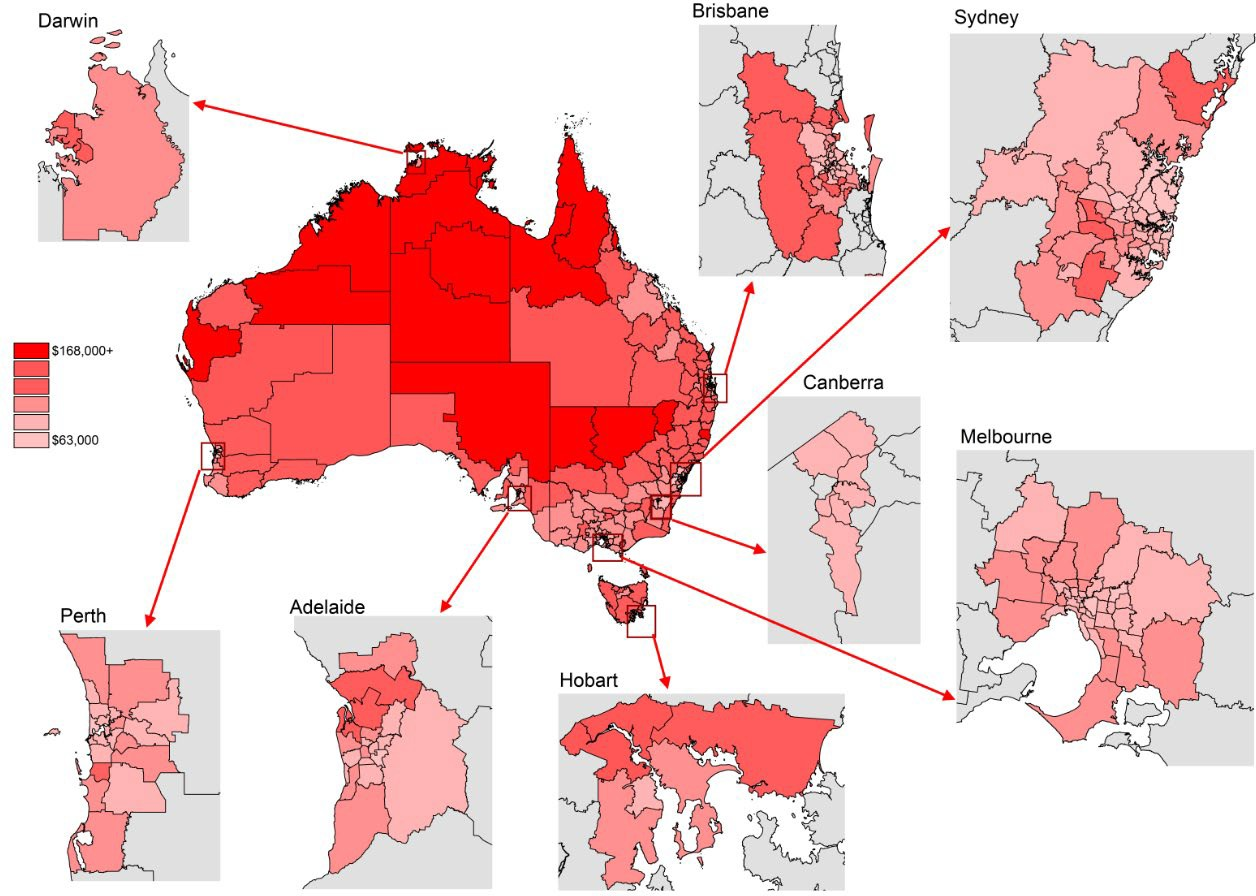 Darwin
Brisbane
Sydney
$168,000+
$63,000
Canberra
Melbourne
Perth
Adelaide
Hobart